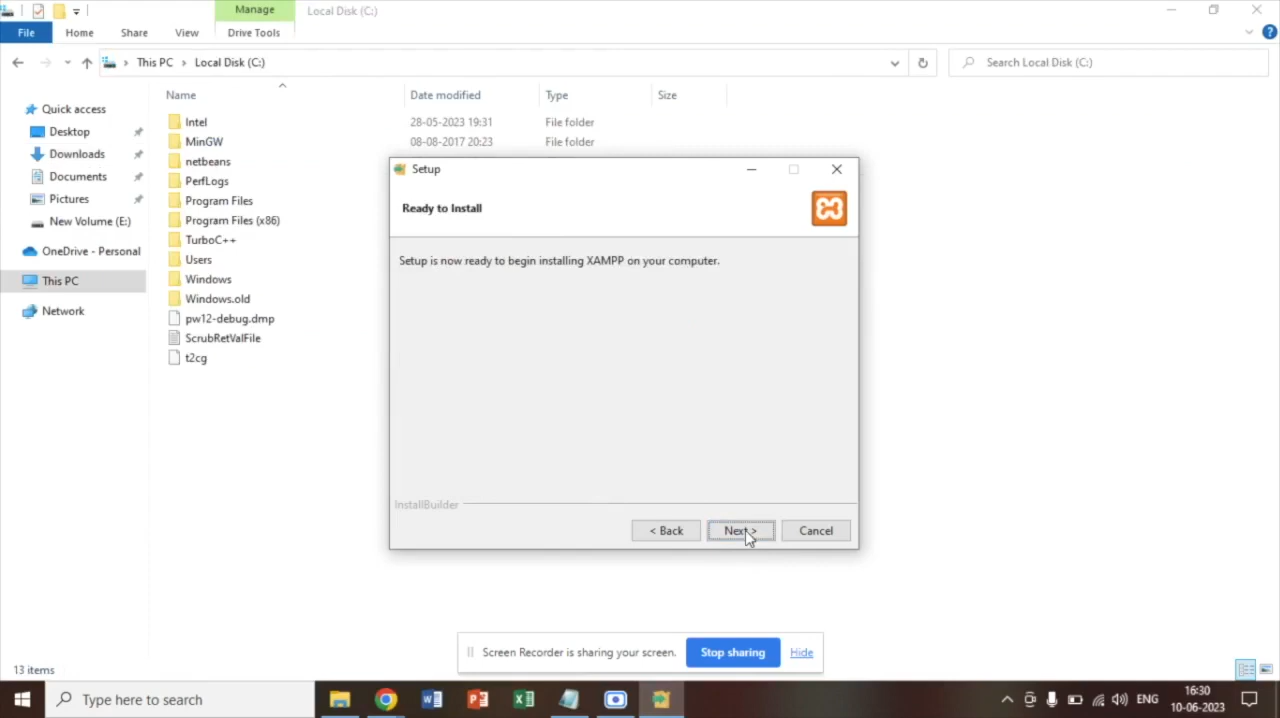 Manage
Local Disk (C:)
File
Home
Share
View
Drive Tools
This PC
Local Disk (C:)
Search Local Disk (C:)
Name
Date modified
Type
Size
Quick access
Desktop
Downloads
Documents
Pictures
New Volume (E:)
OneDrive - Personal
This PC
Network
Intel 28-05-2023 19:31 File folder
MinGW 08-08-2017 20:23 File folder
netbeans
PerfLogs
Program Files
Program Files (x86)
TurboC++
Users
Windows
Windows.old
pw12-debug.dmp
ScrubRetValFile
t2cg
Setup
Ready to Install
Setup is now ready to begin installing XAMPP on your computer.
InstallBuilder
< Back
Next >
Cancel
Screen Recorder is sharing your screen.
Stop sharing
Hide
13 items
Type here to search
ENG
16:30
10-06-2023